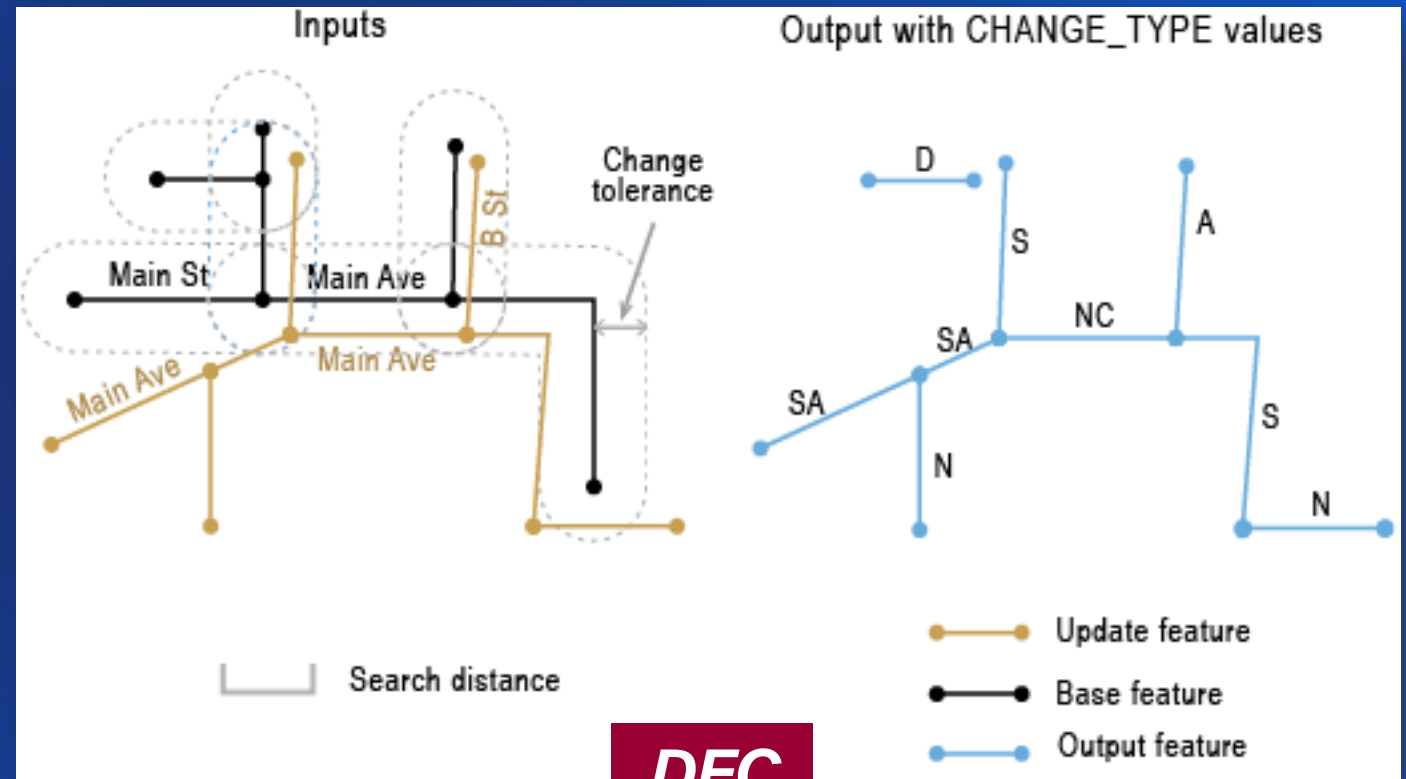 Inputs
Output with CHANGE_TYPE values
Change
tolerance
B St
Main St
Main Ave
Main Ave
Main Ave
D
S
A
NC
SA
SA
S
N
N
Update feature
Search distance
Base feature
Output feature
DFC